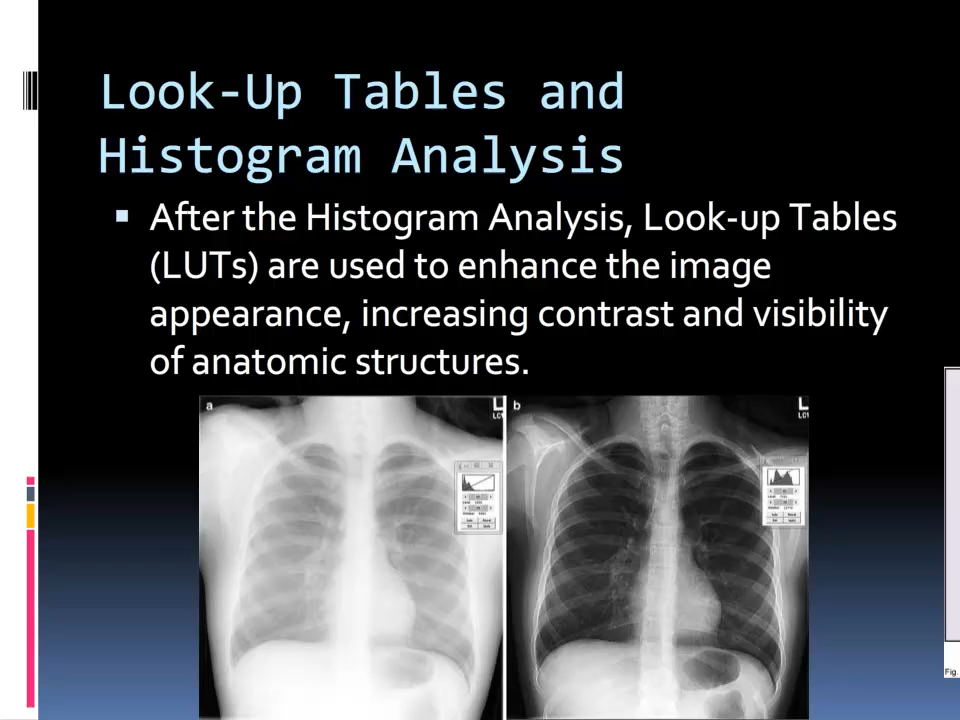 Look-Up Tables and
Histogram Analysis
After the Histogram Analysis, Look-up Tables
(LUTs) are used to enhance the image
appearance, increasing contrast and visibility
of anatomic structures.
a
b
Fig.